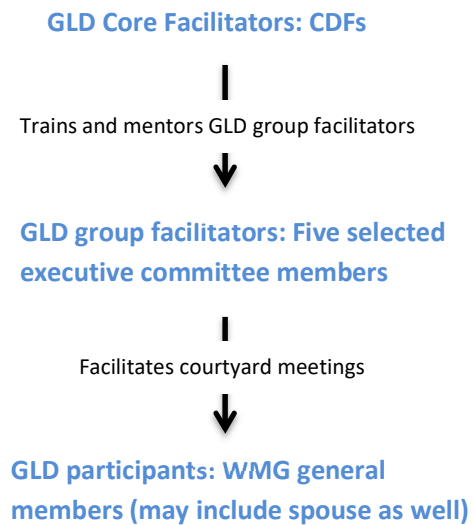 GLD Core Facilitators: CDFs
Trains and mentors GLD group facilitators
GLD group facilitators: Five selected
executive committee members
Facilitates courtyard meetings
GLD participants: WMG general
members (may include spouse as well)